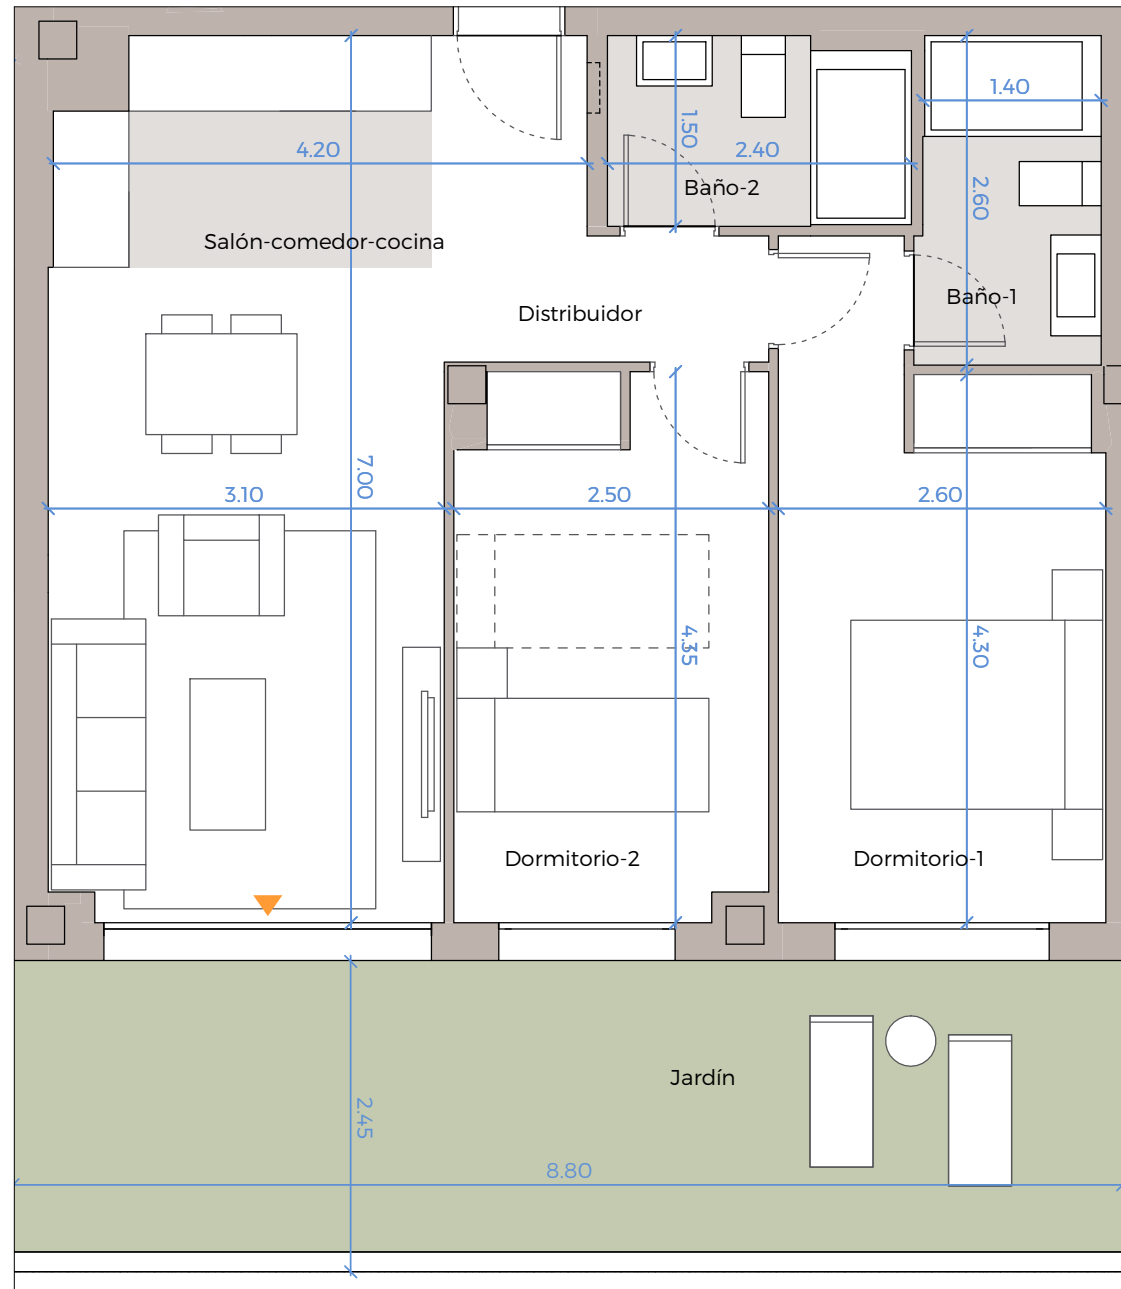 1.40
1.50
4.20
2.40
Baño-2
2.60
Salón-comedor-cocina
Baño-1
Distribuidor
7.00
3.10
2.50
2.60
4.35
4.30
Dormitorio-2
Dormitorio-1
Jardín
2.45
8.80